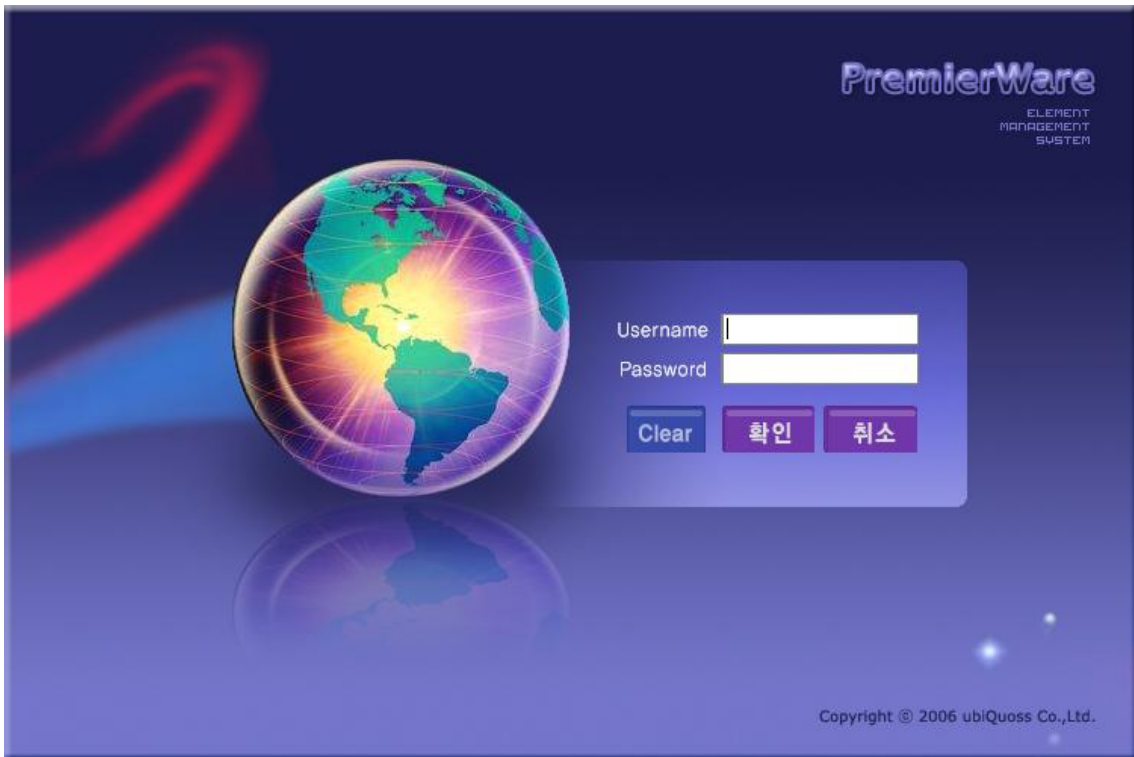 PremierWare
ELEMENT
MANAGEMENT
SYSTEM
Username
Password
Clear 확인 취소
Copyright ⓒ 2006 ubiQuoss Co.,Ltd.